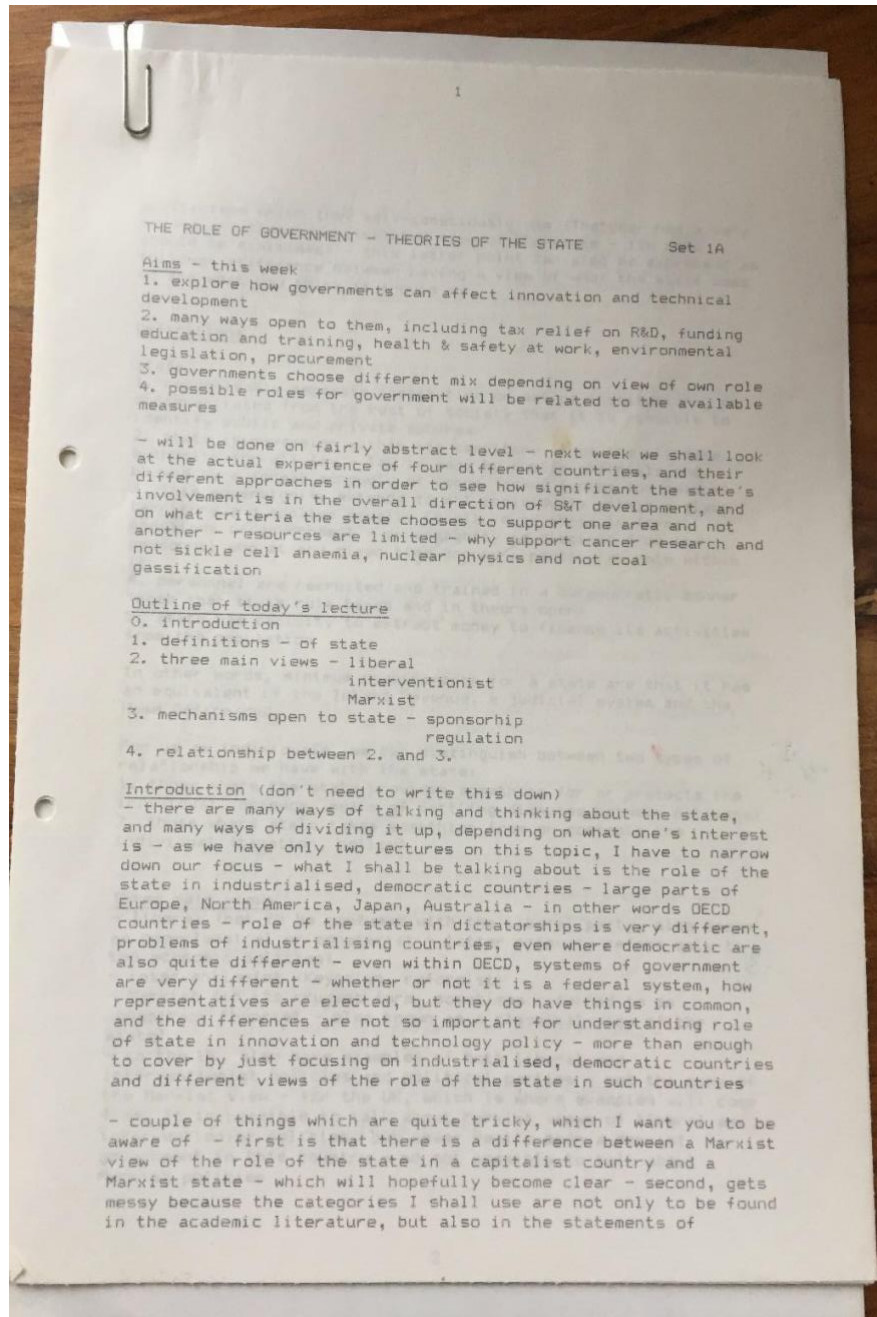 1
THE ROLE OF GOVERNMENT - THEORIES OF THE STATE Set 1A
Aims - this week
1. explore how governments can affect innovation and technical
development
2. many ways open to them, including tax relief on R&D, funding
education and training, health & safety at work, environmental
legislation, procurement
3. governments choose different mix depending on view of own role
4. possible roles for government will be related to the available
measures
- will be done on fairly abstract level - next week we shall look
at the actual experience of four different countries, and their
different approaches in order to see how significant the state's
involvement is in the overall direction of S&T development, and
on what criteria the state chooses to support one area and not
another - resources are limited - why support cancer research and
not sickle cell anaemia, nuclear physics and not coal
gassification
Outline of today's lecture
0. introduction
1. definitions - of state
2. three main views - liberal
interventionist
Marxist
3. mechanisms open to state - sponsorhip
regulation
4. relationship between 2. and 3.
Introduction (don't need to write this down)
- there are many ways of talking and thinking about the state,
and many ways of dividing it up, depending on what one's interest
is - as we have only two lectures on this topic, I have to narrow
down our focus - what I shall be talking about is the role of the
state in industrialised, democratic countries - large parts of
Europe, North America, Japan, Australia - in other words OECD
countries - role of the state in dictatorships is very different,
problems of industrialising countries, even where democratic are
also quite different - even within OECD, systems of government
are very different - whether or not it is a federal system, how
representatives are elected, but they do have things in common,
and the differences are not so important for understanding role
of state in innovation and technology policy - more than enough
to cover by just focusing on industrialised, democratic countries
and different views of the role of the state in such countries
- couple of things which are quite tricky, which I want you to be
aware of - first is that there is a difference between a Marxist
view of the role of the state in a capitalist country and a
Marxist state - which will hopefully become clear - second, gets
messy because the categories I shall use are not only to be found
in the academic literature, but also in the statements of